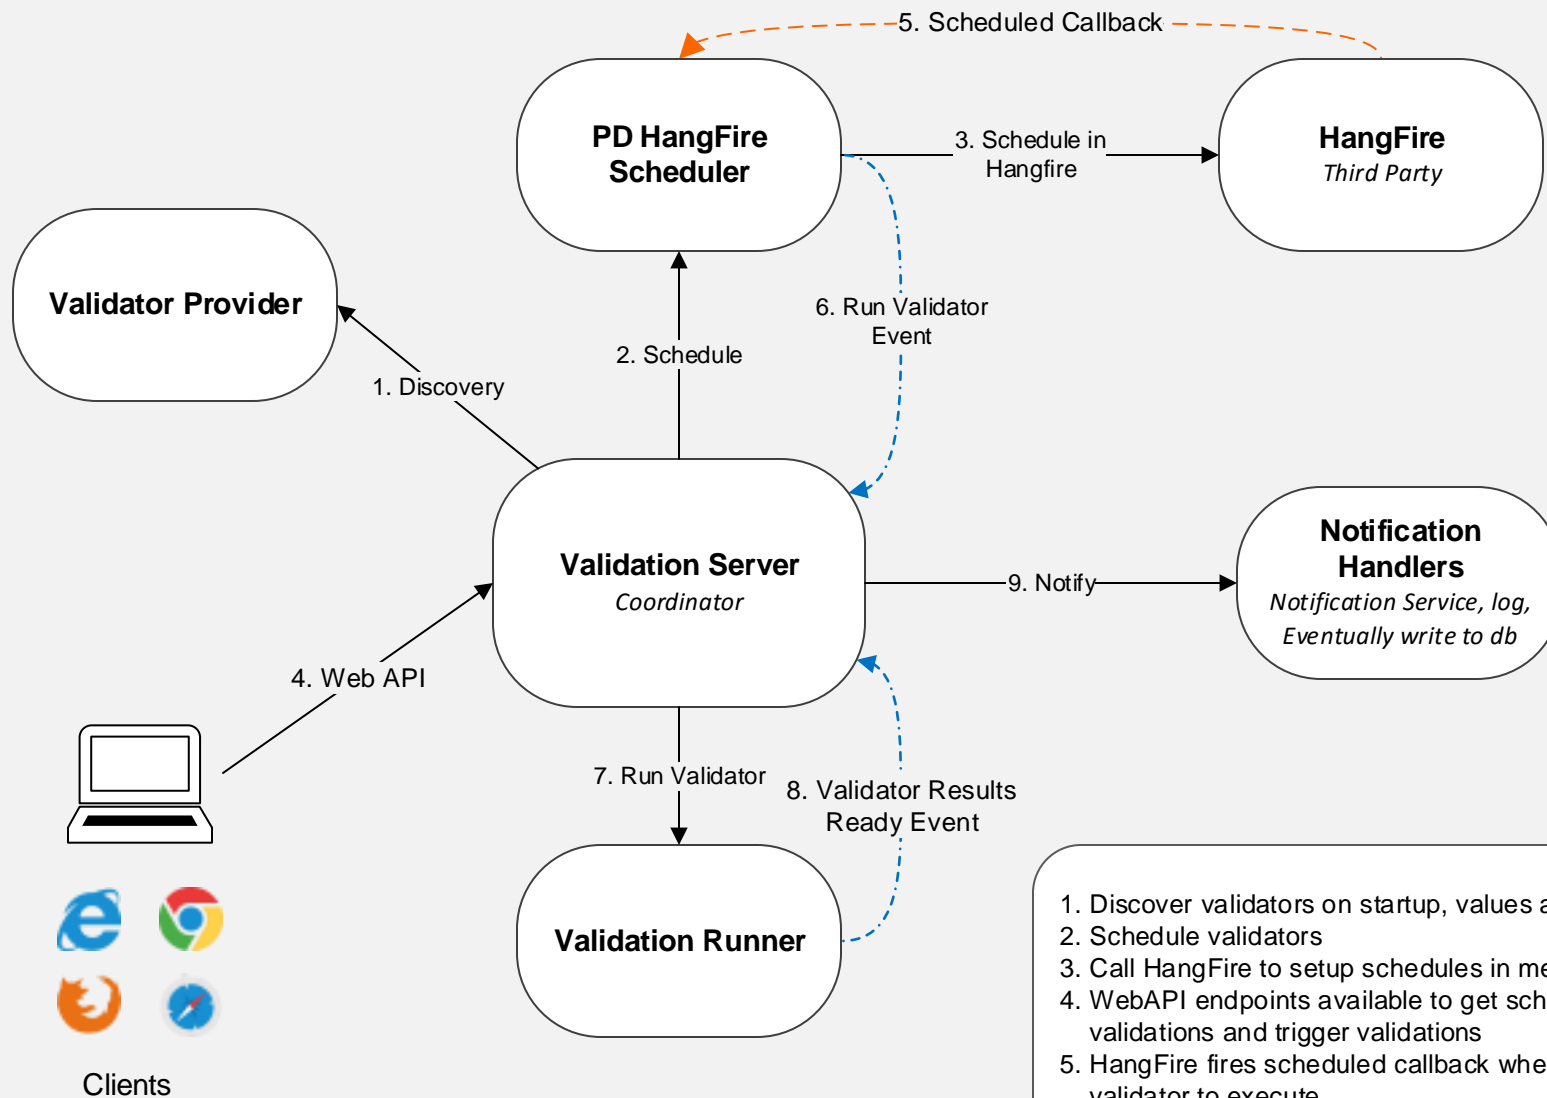 5. Scheduled Callback
PD HangFire
Scheduler
3. Schedule in
Hangfire
HangFire
Third Party
Validator Provider
6. Run Validator
Event
2. Schedule
1. Discovery
Validation Server
Coordinator
Notification
Handlers
Notification Service, log,
Eventually write to db
9. Notify
4. Web API
7. Run Validator
8. Validator Results
Ready Event
Validation Runner
Clients
1. Discover validators on startup, values
2. Schedule validators
3. Call HangFire to setup schedules in
4. WebAPI endpoints available to get
validations and trigger validations
5. HangFire fires scheduled callback
validator to execute